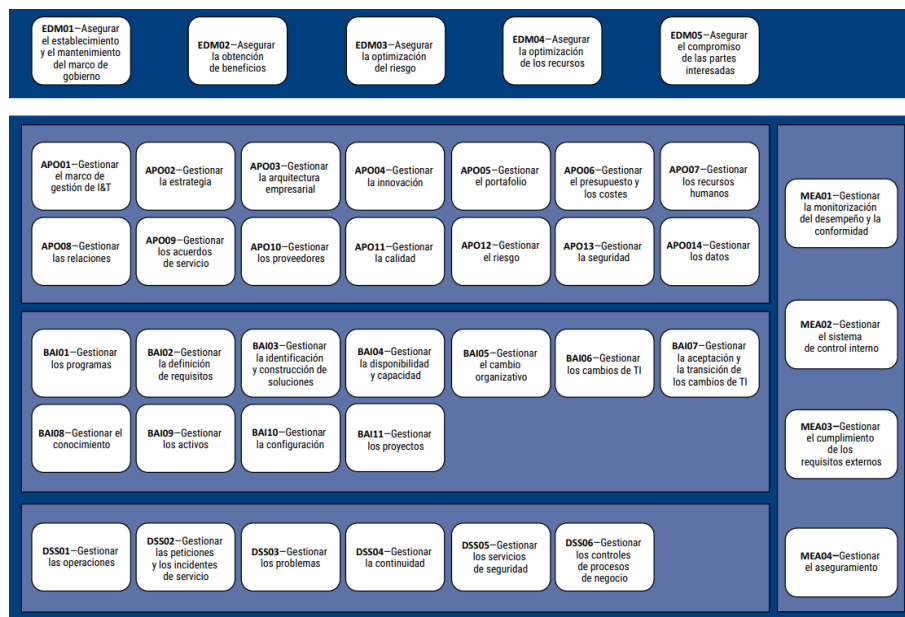 EDM01—Asegurar
el establecimiento
y el mantenimiento
del marco de
gobierno
EDM02—Asegurar
la obtención
de beneficios
EDM03—Asegurar
la optimización
del riesgo
EDM04—Asegurar
la optimización
de los recursos
EDM05—Asegurar
el compromiso
de las partes
interesadas
APO01—Gestionar
el marco de
gestión de I&T
APO02—Gestionar
la estrategia
APO03—Gestionar
la arquitectura
empresarial
APO04—Gestionar
la innovación
APO05—Gestionar
el portafolio
APO06—Gestionar
el presupuesto y
los costes
APO07—Gestionar
los recursos
humanos
APO08—Gestionar
las relaciones
APO09—Gestionar
los acuerdos
de servicio
APO10—Gestionar
los proveedores
APO11—Gestionar
la calidad
APO12—Gestionar
el riesgo
APO13—Gestionar
la seguridad
APO014—Gestionar
los datos
BAI01—Gestionar
los programas
BAI02—Gestionar
la definición
de requisitos
BAI03—Gestionar
la identificación
y construcción de
soluciones
BAI04—Gestionar
la disponibilidad
y capacidad
BAI05—Gestionar
el cambio
organizativo
BAI06—Gestionar
los cambios de TI
BAI07—Gestionar
la aceptación y
la transición de
los cambios de TI
BAI08—Gestionar el
conocimiento
BAI09—Gestionar
los activos
BAI10—Gestionar
la configuración
BAI11—Gestionar
los proyectos
DSS01—Gestionar
las operaciones
DSS02—Gestionar
las peticiones
y los incidentes
de servicio
DSS03—Gestionar
los problemas
DSS04—Gestionar
la continuidad
DSS05—Gestionar
los servicios
de seguridad
DSS06—Gestionar
los controles
de procesos
de negocio
MEA01—Gestionar
la monitorización
del desempeño y la
conformidad
MEA02—Gestionar
el sistema
de control interno
MEA03—Gestionar
el cumplimiento
de los
requisitos externos
MEA04—Gestionar
el aseguramiento